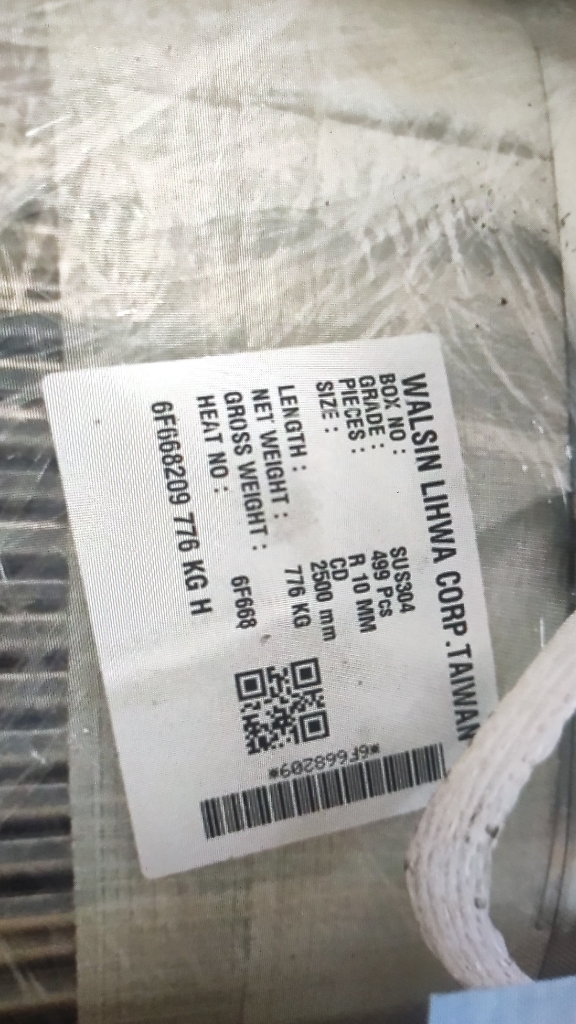 WALSIN LIHWA CORP.TAIWAN
BOX NO :
GRADE : SUS304
PIECES : 499 Pcs
SIZE : R 10 MM
CD
LENGTH : 2500 mm
NET WEIGHT : 776 KG
GROSS WEIGHT :
HEAT NO : 6F668
6F668209 776 KG H
*6F668209*